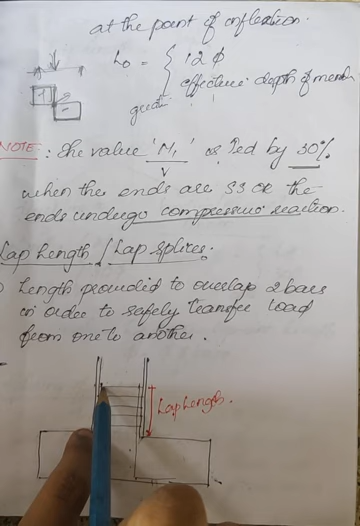 at the point of inflection.
Lo = { 12 ϕ
effective depth of memb
greater
NOTE: The value 'M1/V' is ↑ed by 30%
when the ends are SS or the
ends undergo compressive reaction.
Lap Length / Lap splices.
Length provided to overlap 2 bars
in order to safely transfer load
from one to another.
Lap Length.